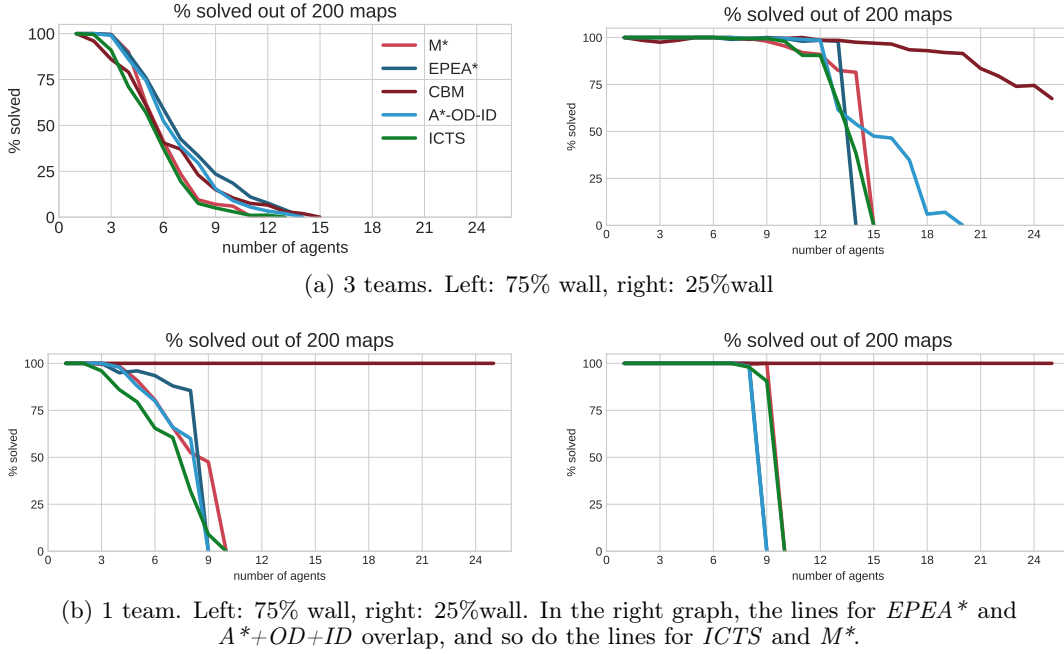 % solved out of 200 maps
% solved
100
75
50
25
0
M*
EPEA*
CBM
A*-OD-ID
ICTS
0 3 6 9 12 15 18 21 24
number of agents
% solved out of 200 maps
% solved
100
75
50
25
0
0 3 6 9 12 15 18 21 24
number of agents
(a) 3 teams. Left: 75% wall, right: 25%wall
% solved out of 200 maps
% solved
100
75
50
25
0
0 3 6 9 12 15 18 21 24
number of agents
% solved out of 200 maps
% solved
100
75
50
25
0
0 3 6 9 12 15 18 21 24
number of agents
(b) 1 team. Left: 75% wall, right: 25%wall. In the right graph, the lines for EPEA* and
A*+OD+ID overlap, and so do the lines for ICTS and M*.